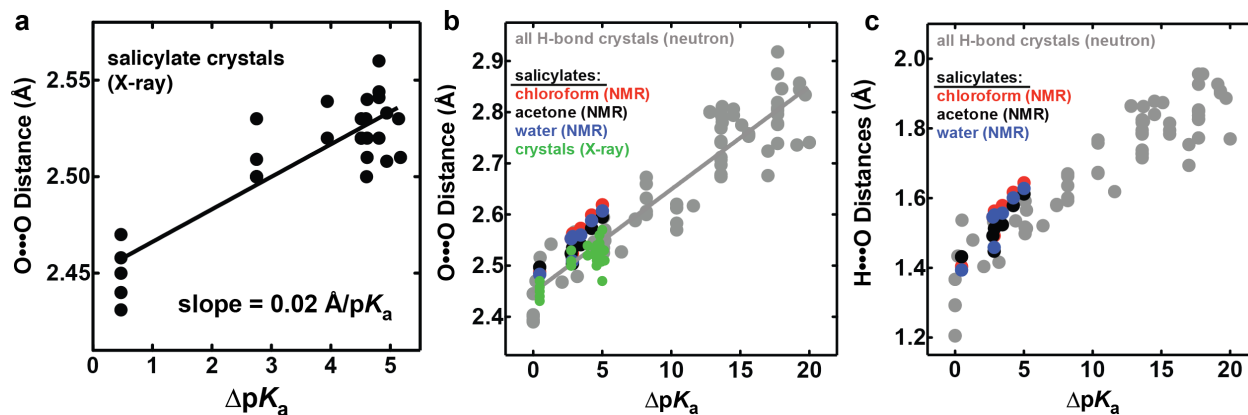 a
salicylate crystals
(X-ray)
slope = 0.02 Å/pKa
O•••O Distance (Å)
2.55
2.50
2.45
0 1 2 3 4 5
ΔpKa
b
all H-bond crystals (neutron)
salicylates:
chloroform (NMR)
acetone (NMR)
water (NMR)
crystals (X-ray)
O•••O Distance (Å)
2.9
2.8
2.7
2.6
2.5
2.4
0 5 10 15 20
ΔpKa
c
all H-bond crystals (neutron)
salicylates:
chloroform (NMR)
acetone (NMR)
water (NMR)
H•••O Distances (Å)
2.0
1.8
1.6
1.4
1.2
0 5 10 15 20
ΔpKa